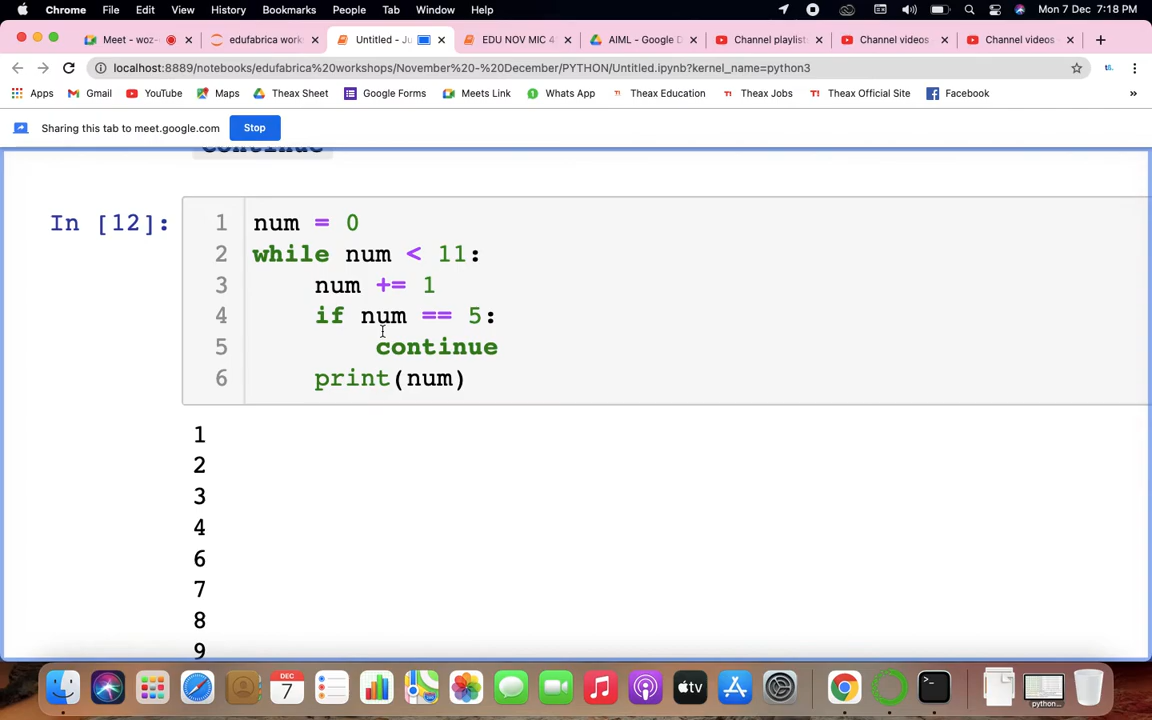 Chrome File Edit View History Bookmarks People Tab Window Help Mon 7 Dec 7:18 PM
Meet - woz- edufabrica work Untitled - Ju EDU NOV MIC 4 AIML - Google D Channel playlist Channel videos - Channel videos -
localhost:8889/notebooks/edufabrica%20workshops/November%20-%20December/PYTHON/Untitled.ipynb?kernel_name=python3
Apps Gmail YouTube Maps Theax Sheet Google Forms Meets Link Whats App Theax Education Theax Jobs Theax Official Site Facebook »
Sharing this tab to meet.google.com Stop
Continue
In [12]:
1 num = 0
2 while num < 11:
3 num += 1
4 if num == 5:
5 continue
6 print(num)
1
2
3
4
6
7
8
9
DEC
7
tv
python...